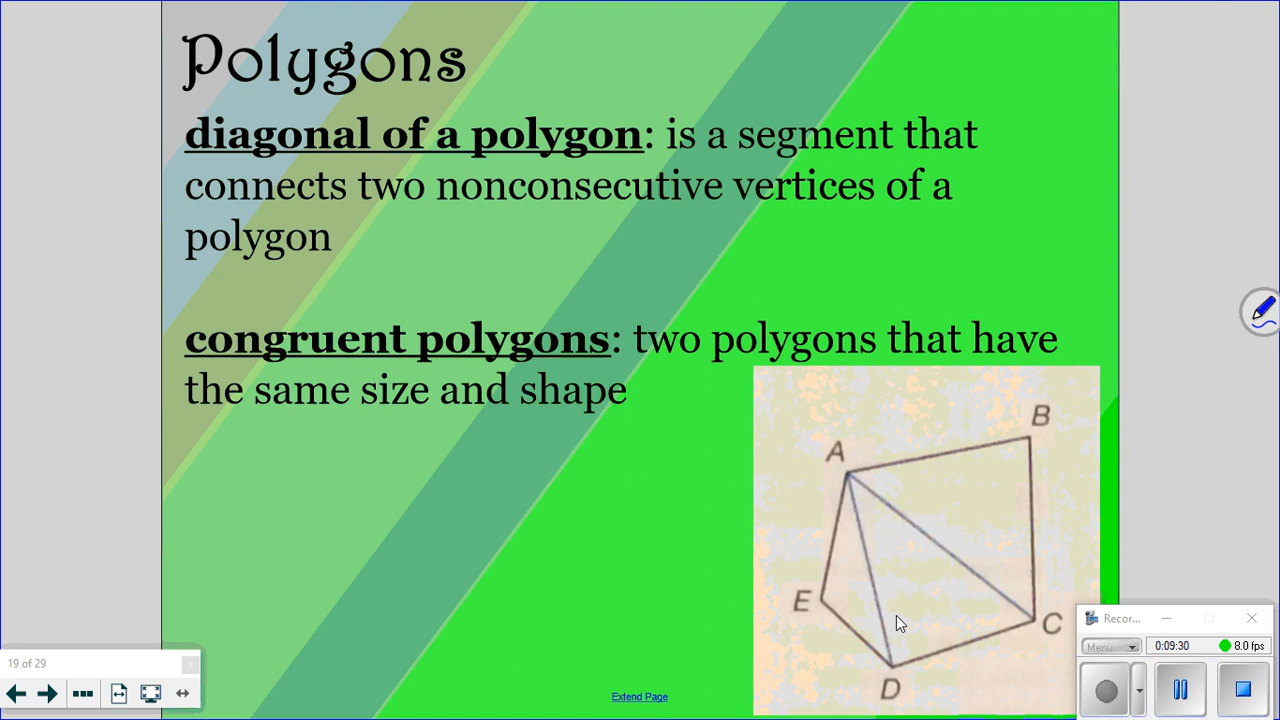 Polygons
diagonal of a polygon: is a segment that
connects two nonconsecutive vertices of a
polygon
congruent polygons: two polygons that have
the same size and shape
B
A
E
C
D
Extend Page
19 of 29
x
Recor...
Menu
0:09:30
8.0 fps